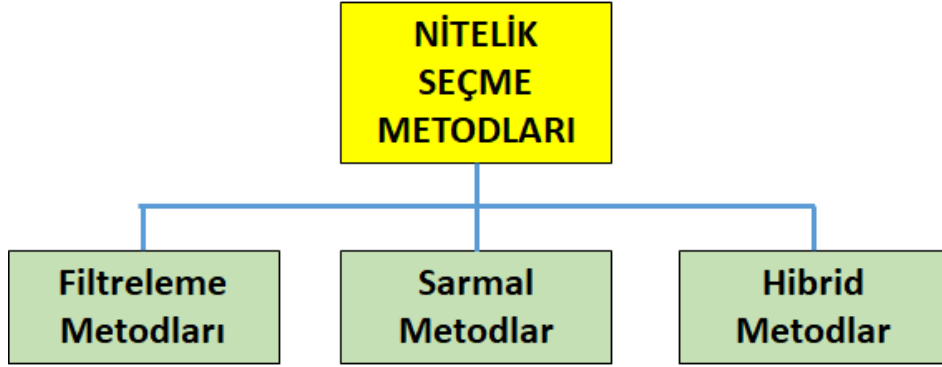 NİTELİK
SEÇME
METODLARI
Filtreleme
Metodları
Sarmal
Metodlar
Hibrid
Metodlar